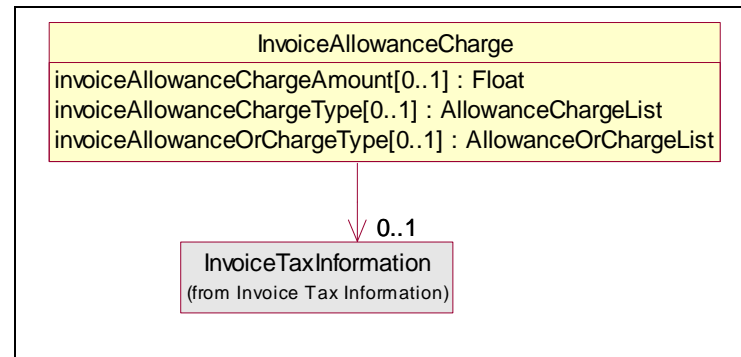 InvoiceAllowanceCharge
invoiceAllowanceChargeAmount[0..1] : Float
invoiceAllowanceChargeType[0..1] : AllowanceChargeList
invoiceAllowanceOrChargeType[0..1] : AllowanceOrChargeList
0..1
InvoiceTaxInformation
(from Invoice Tax Information)